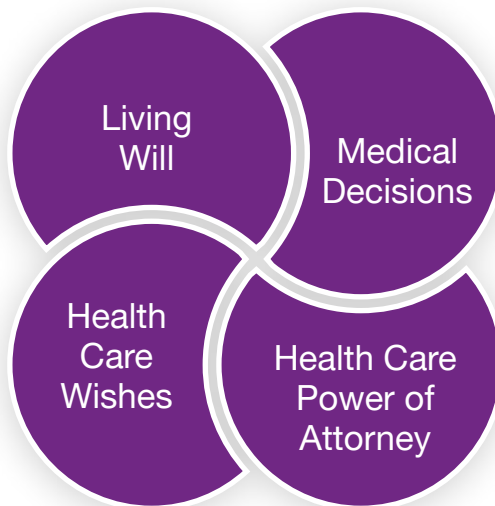 Living
Will
Medical
Decisions
Health
Care
Wishes
Health Care
Power of
Attorney